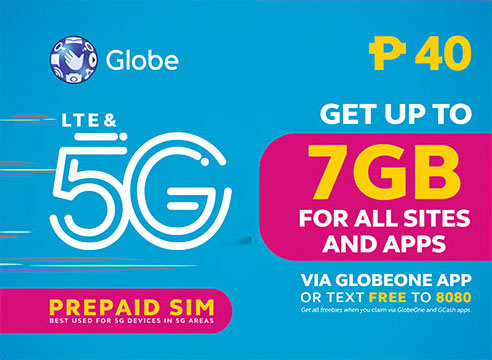 Globe
₱ 40
LTE &
5G
GET UP TO
7GB
FOR ALL SITES
AND APPS
VIA GLOBEONE APP
OR TEXT FREE TO 8080
Get all freebies when you claim via GlobeOne and GCash apps.
PREPAID SIM
BEST USED FOR 5G DEVICES IN 5G AREAS